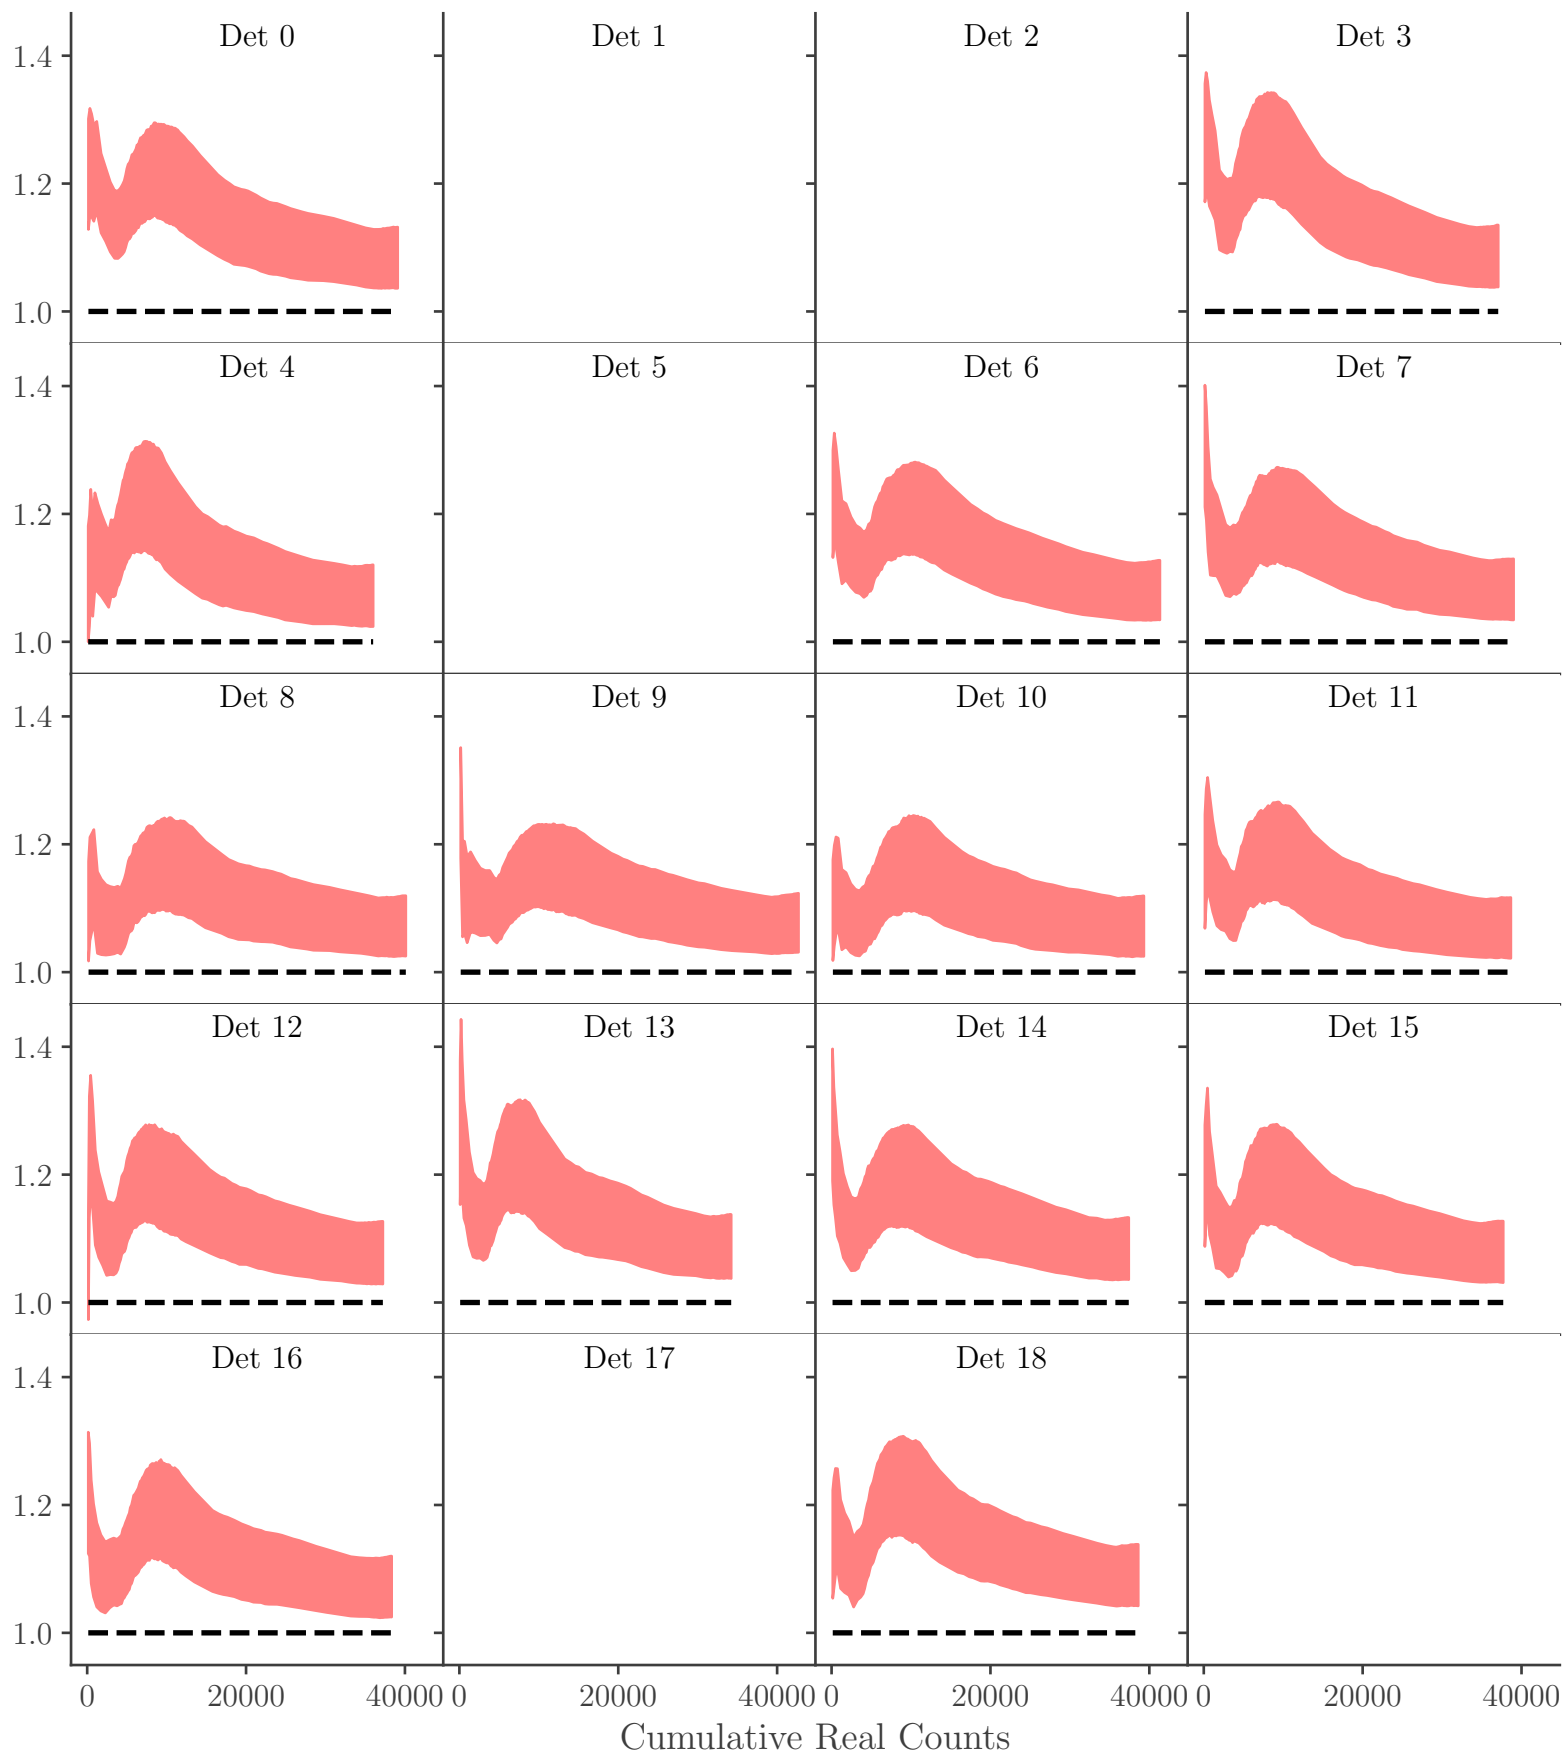 Det 0 Det 1 Det 2 Det 3
1.4
1.2
1.0
Det 4 Det 5 Det 6 Det 7
1.4
1.2
1.0
Det 8 Det 9 Det 10 Det 11
1.4
1.2
1.0
Det 12 Det 13 Det 14 Det 15
1.4
1.2
1.0
Det 16 Det 17 Det 18
1.4
1.2
1.0
0 20000 40000 0 20000 40000 0 20000 40000 0 20000 40000
Cumulative Real Counts